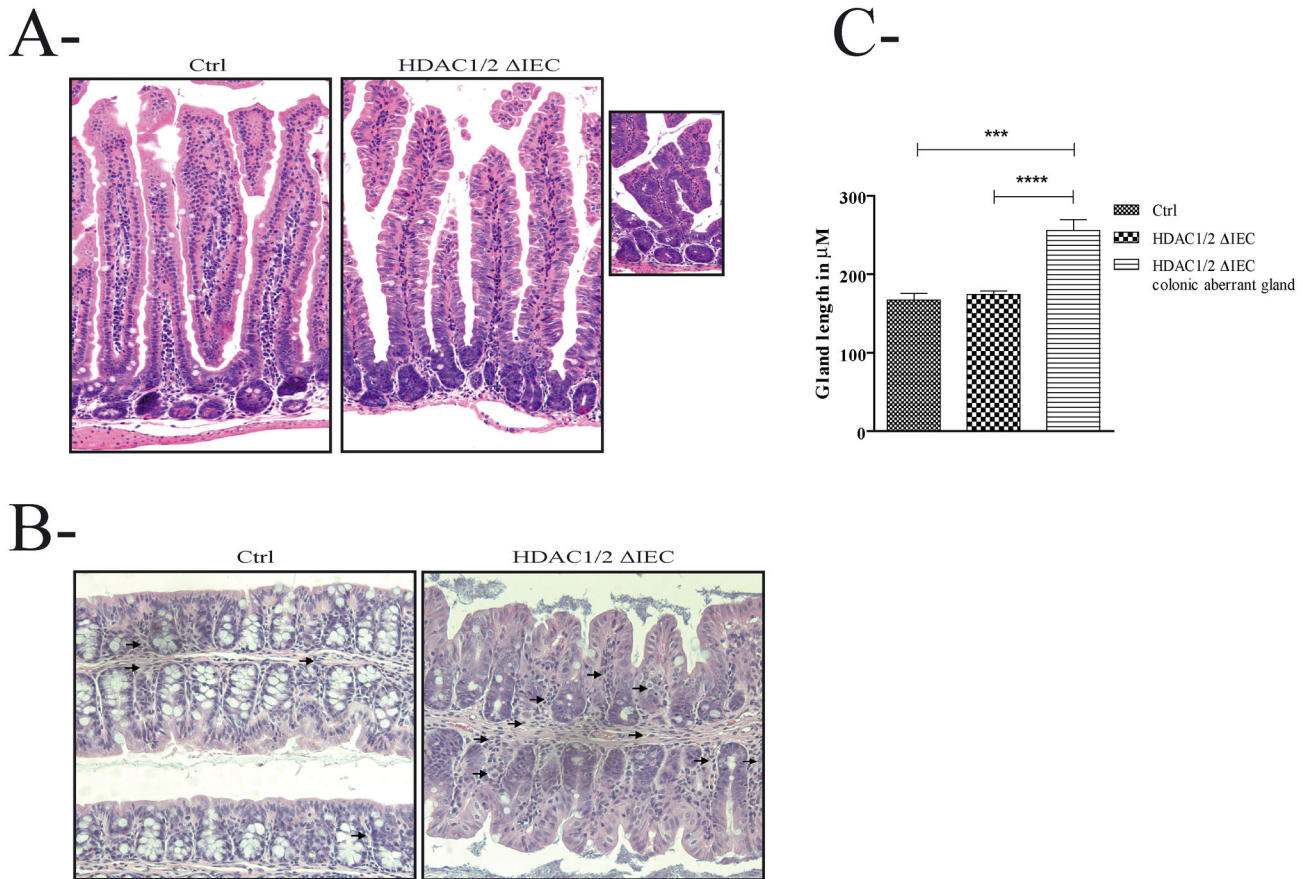 A-
Ctrl
HDAC1/2 ΔIEC
B-
Ctrl
HDAC1/2 ΔIEC
C-
***
****
300
200
100
0
Gland length in μM
Ctrl
HDAC1/2 ΔIEC
HDAC1/2 ΔIEC
colonic aberrant gland